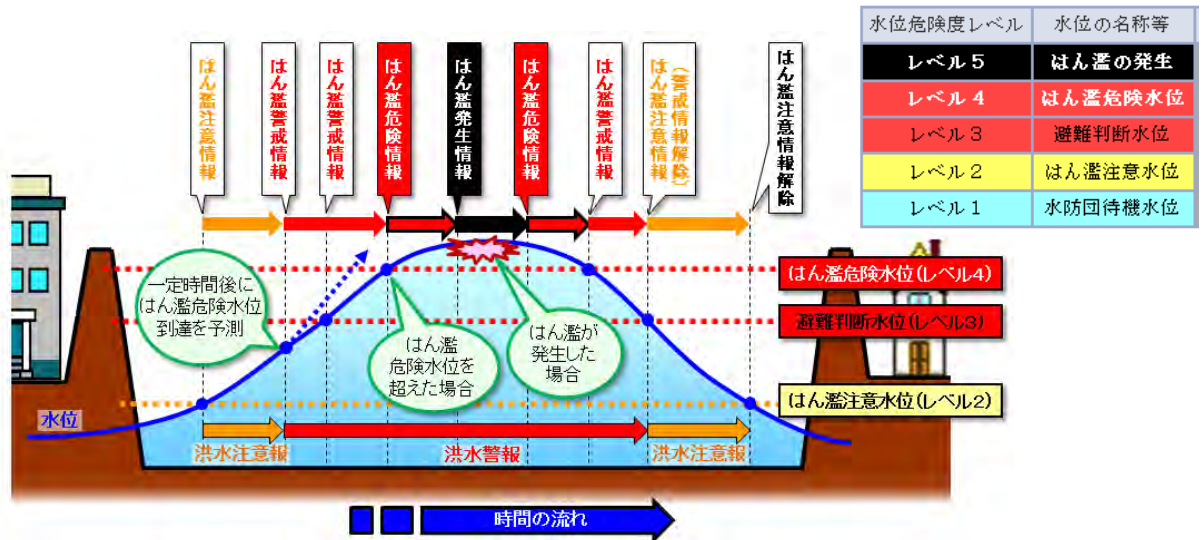 はん濫注意情報
はん濫警戒情報
はん濫警戒情報
はん濫危険情報
はん濫発生情報
はん濫危険情報
はん濫警戒情報
はん濫注意情報
(警戒情報解除)
はん濫注意情報解除
水位危険度レベル 水位の名称等
レベル5 はん濫の発生
レベル4 はん濫危険水位
レベル3 避難判断水位
レベル2 はん濫注意水位
レベル1 水防団待機水位
一定時間後に
はん濫危険水位
到達を予測
はん濫
危険水位を
超えた場合
はん濫が
発生した
場合
はん濫危険水位(レベル4)
避難判断水位(レベル3)
はん濫注意水位(レベル2)
水位
洪水注意報
洪水警報
洪水注意報
時間の流れ